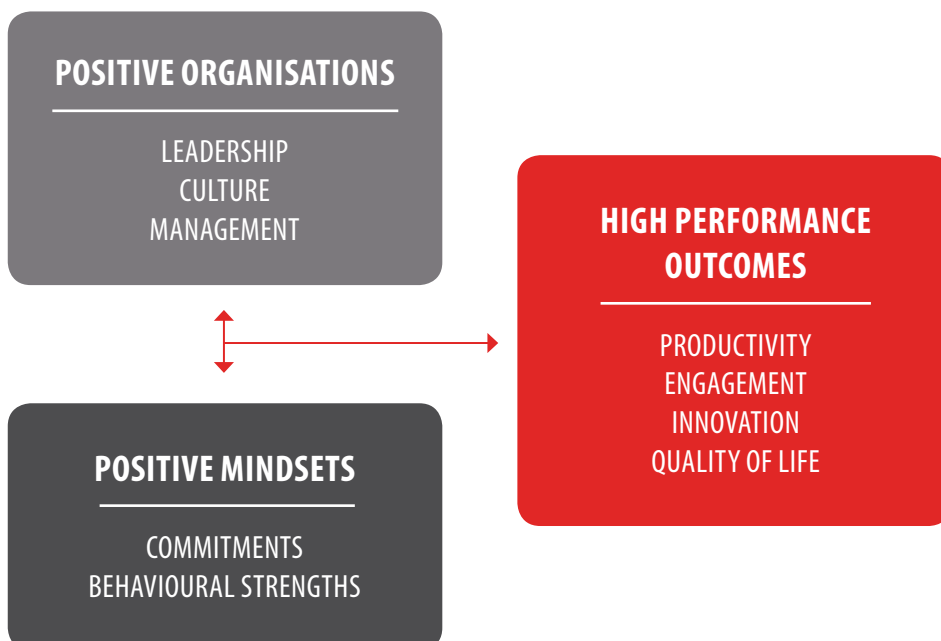 POSITIVE ORGANISATIONS
LEADERSHIP
CULTURE
MANAGEMENT
HIGH PERFORMANCE
OUTCOMES
PRODUCTIVITY
ENGAGEMENT
INNOVATION
QUALITY OF LIFE
POSITIVE MINDSETS
COMMITMENTS
BEHAVIOURAL STRENGTHS